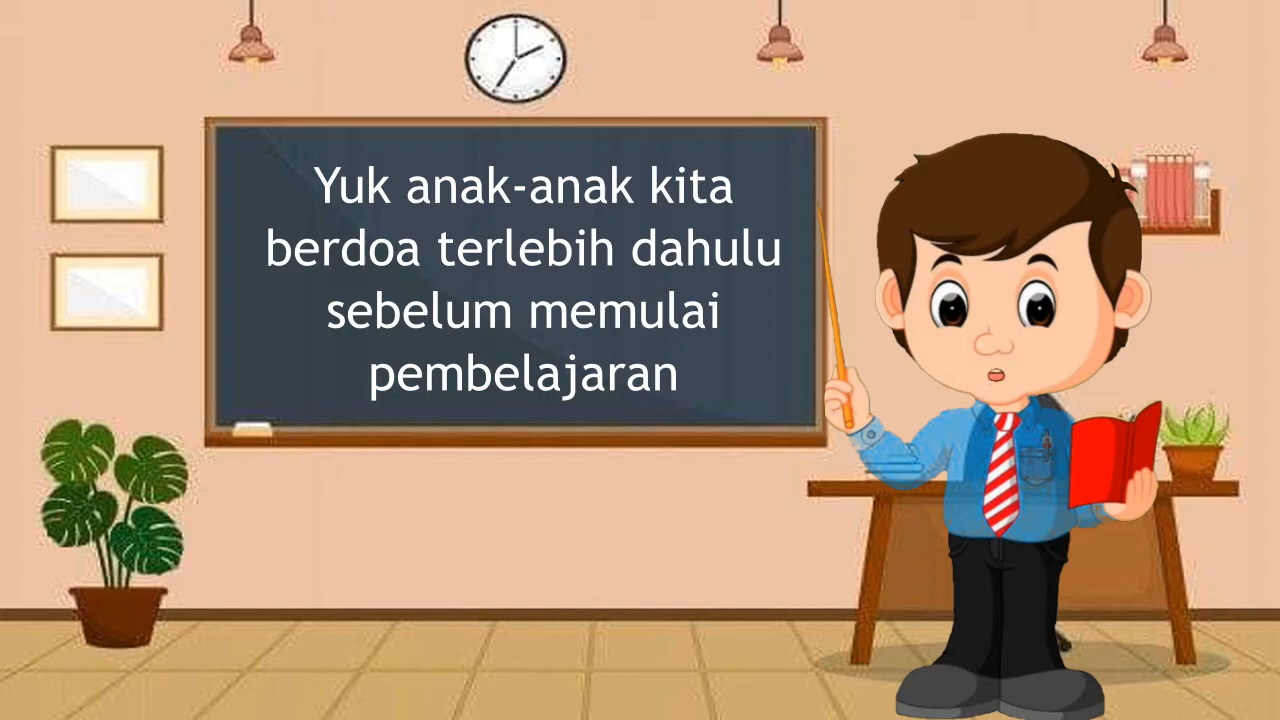 Yuk anak-anak kita
berdoa terlebih dahulu
sebelum memulai
pembelajaran